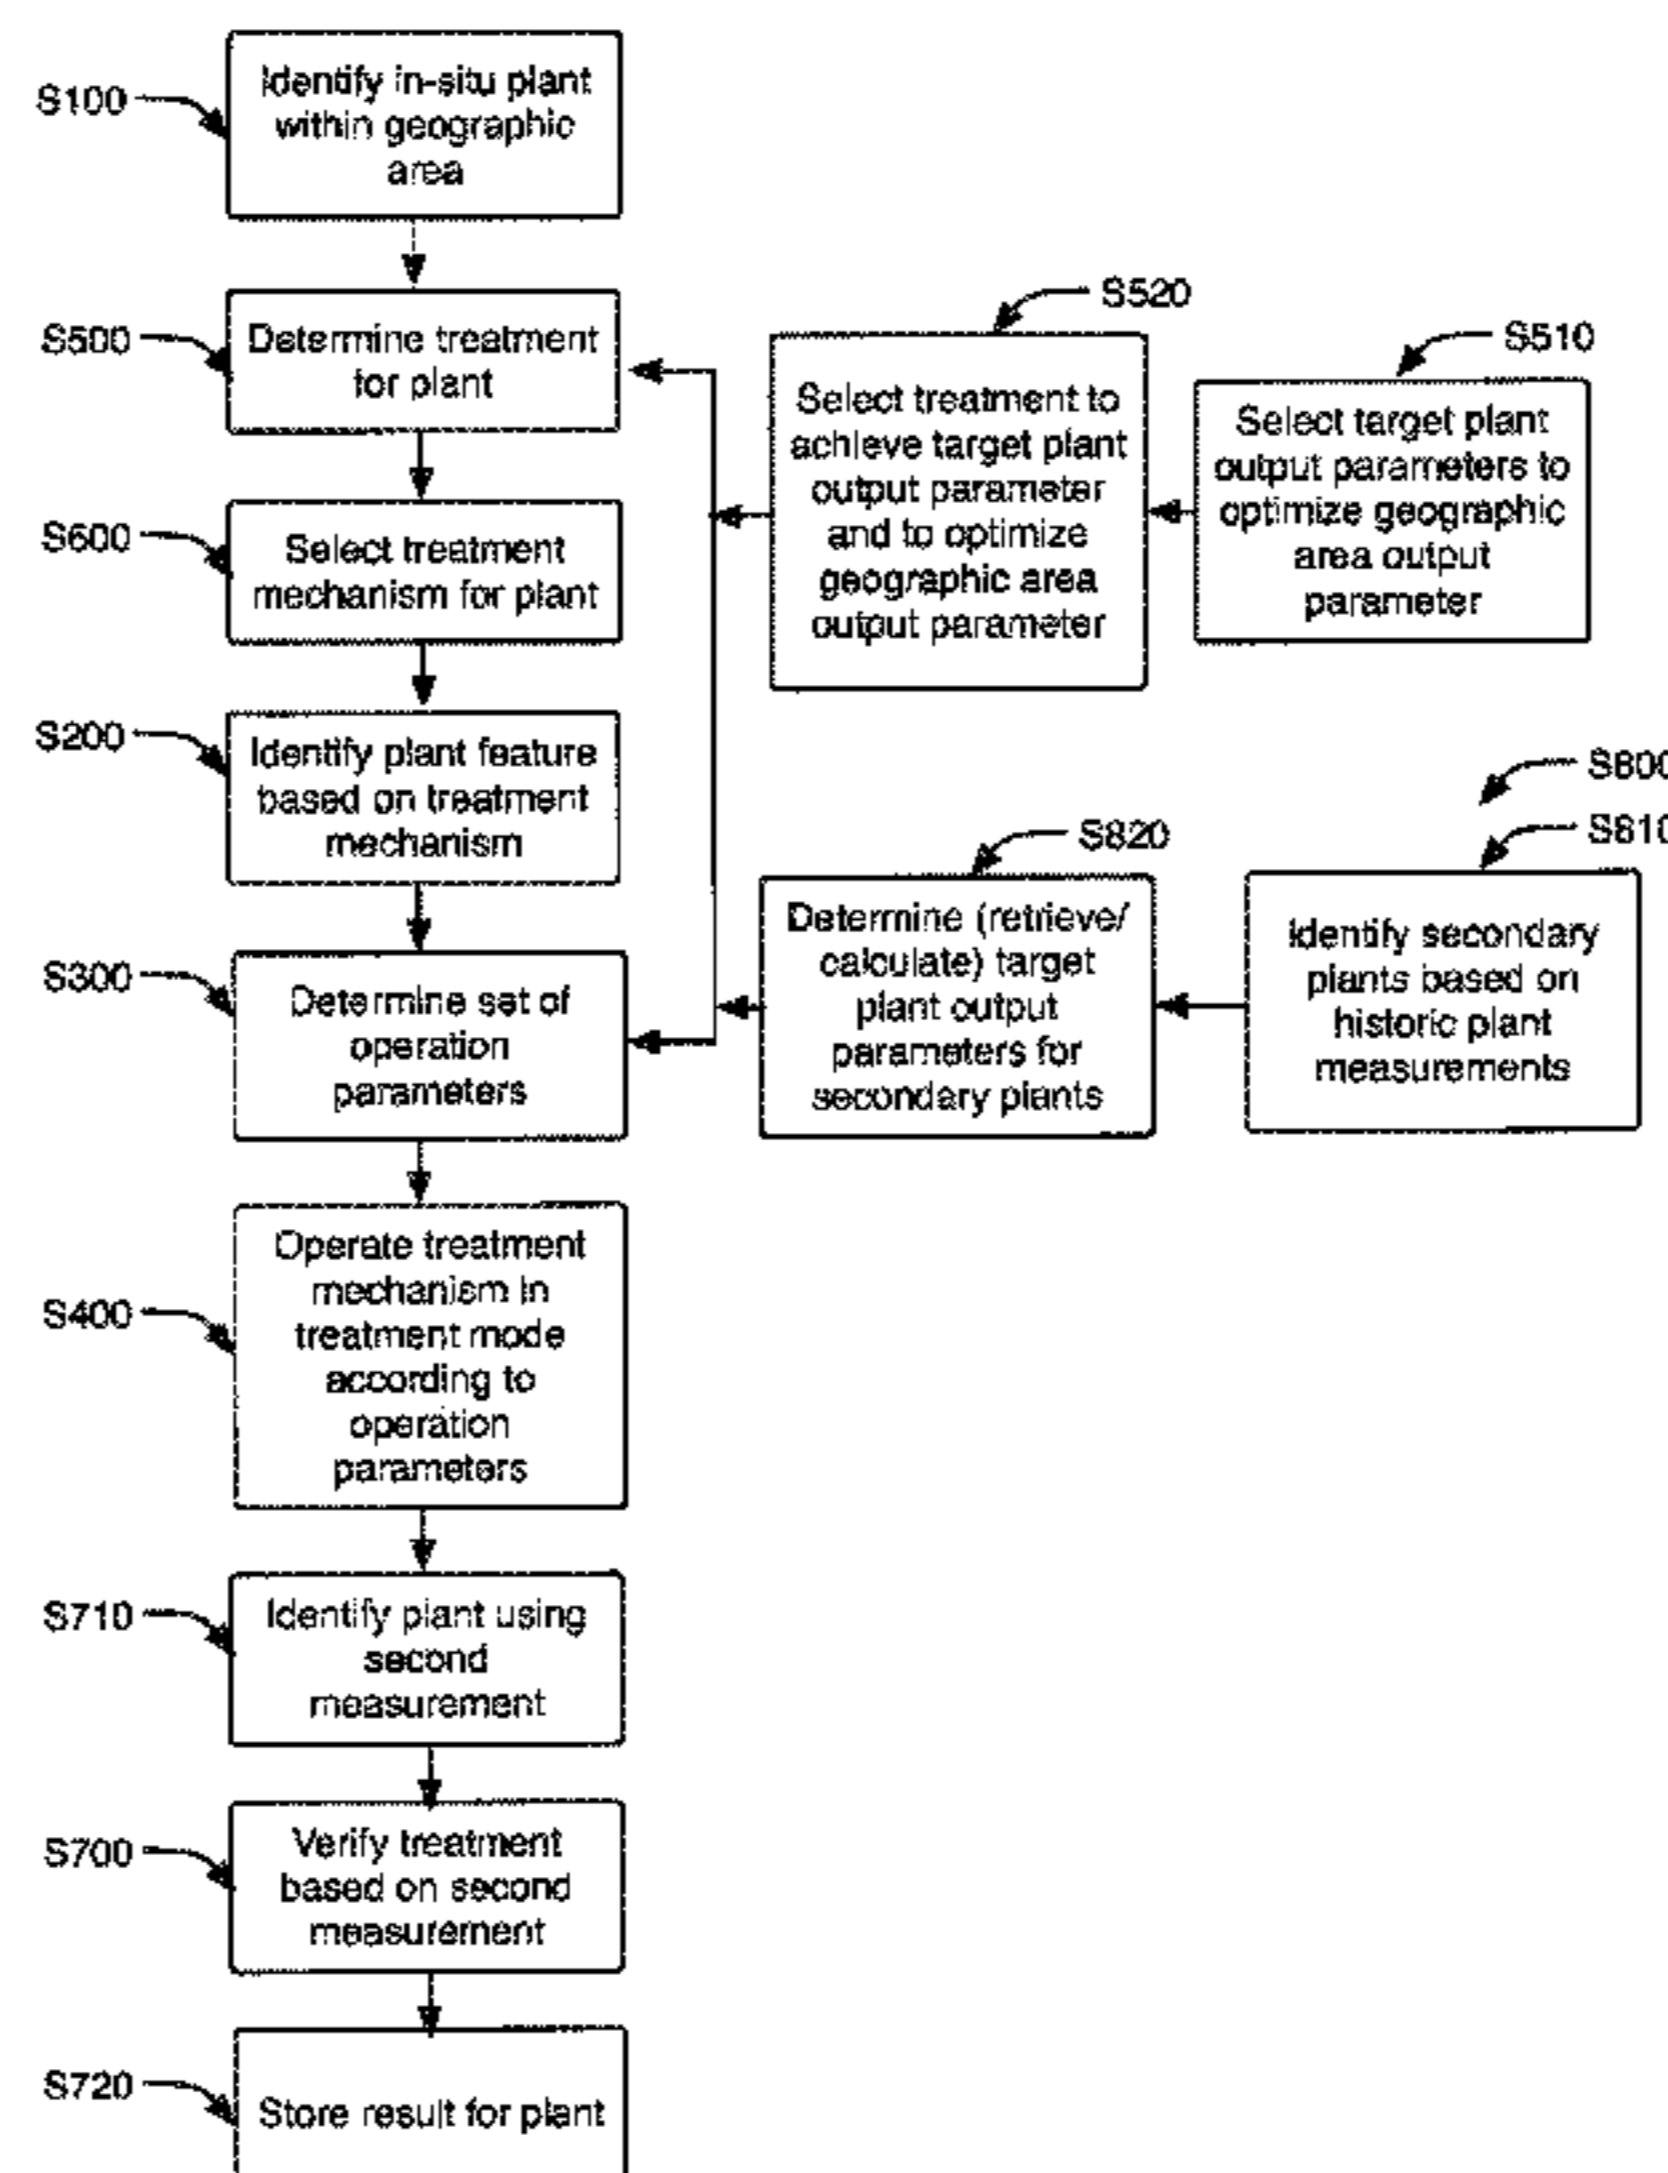 S100
Identify in-situ plant
within geographic
area
S500
Determine treatment
for plant
S520
Select treatment to
achieve target plant
output parameter
and to optimize
geographic area
output parameter
S510
Select target plant
output parameters to
optimize geographic
area output
parameter
S600
Select treatment
mechanism for plant
S200
Identify plant feature
based on treatment
mechanism
S800
S810
Identify secondary
plants based on
historic plant
measurements
S820
Determine (retrieve/
calculate) target
plant output
parameters for
secondary plants
S300
Determine set of
operation
parameters
S400
Operate treatment
mechanism in
treatment mode
according to
operation
parameters
S710
Identify plant using
second
measurement
S700
Verify treatment
based on second
measurement
S720
Store result for plant